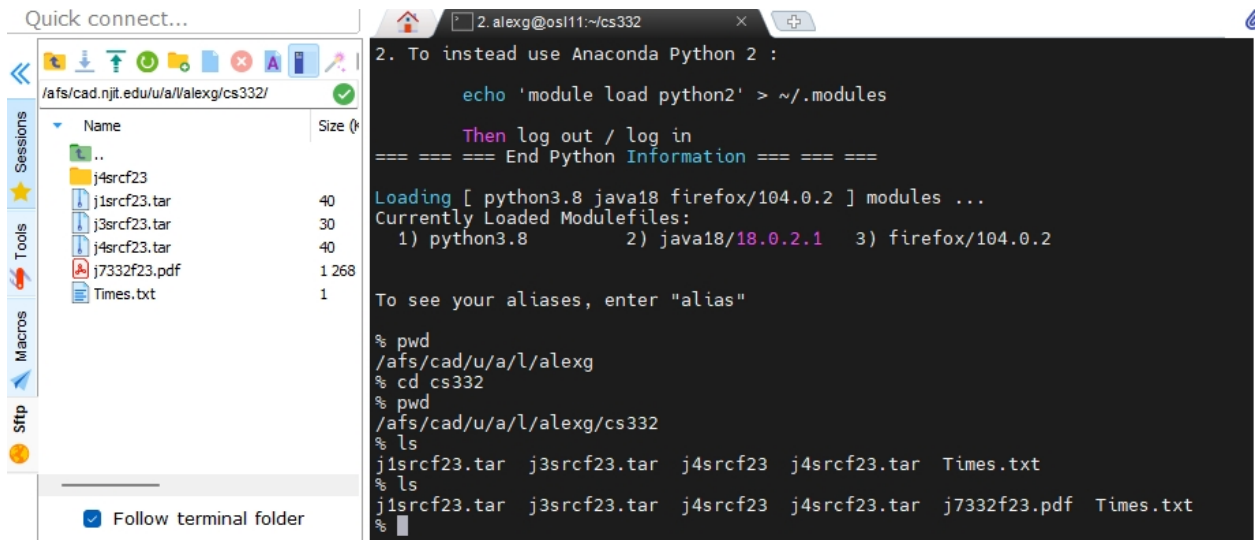 Quick connect...
/afs/cad.njit.edu/u/a/l/alexg/cs332/
Name Size (K
..
j4srcf23
j1srcf23.tar 40
j3srcf23.tar 30
j4srcf23.tar 40
j7332f23.pdf 1 268
Times.txt 1
Sessions
Tools
Macros
Sftp
Follow terminal folder
2. alexg@osl11:~/cs332
2. To instead use Anaconda Python 2 :
echo 'module load python2' > ~/.modules
Then log out / log in
=== === === End Python Information === === ===
Loading [ python3.8 java18 firefox/104.0.2 ] modules ...
Currently Loaded Modulefiles:
1) python3.8 2) java18/18.0.2.1 3) firefox/104.0.2
To see your aliases, enter "alias"
% pwd
/afs/cad/u/a/l/alexg
% cd cs332
% pwd
/afs/cad/u/a/l/alexg/cs332
% ls
j1srcf23.tar j3srcf23.tar j4srcf23 j4srcf23.tar Times.txt
% ls
j1srcf23.tar j3srcf23.tar j4srcf23 j4srcf23.tar j7332f23.pdf Times.txt
%